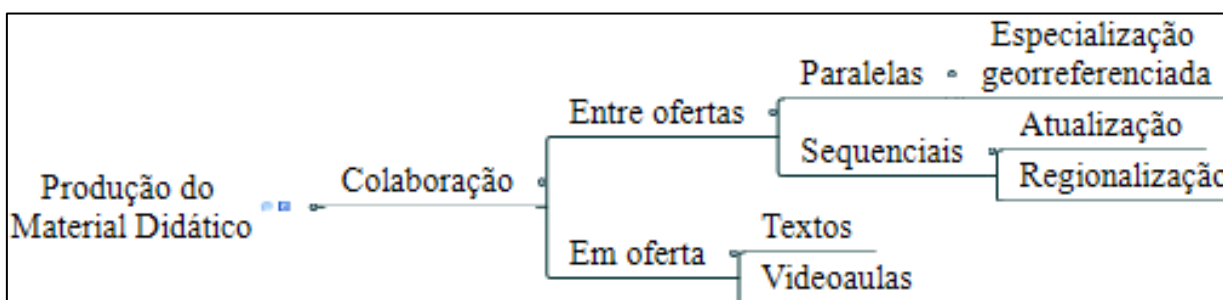 Especialização
Paralelas georreferenciada
Entre ofertas
Atualização
Sequenciais
Regionalização
Colaboração
Produção do
Material Didático
Textos
Em oferta
Videoaulas